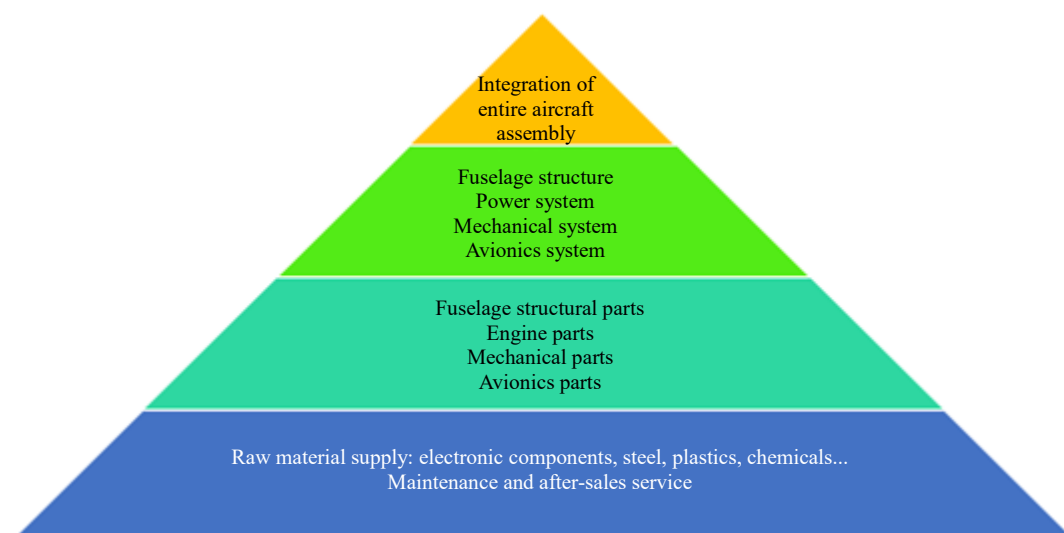 Integration of
entire aircraft
assembly
Fuselage structure
Power system
Mechanical system
Avionics system
Fuselage structural parts
Engine parts
Mechanical parts
Avionics parts
Raw material supply: electronic components, steel, plastics, chemicals...
Maintenance and after-sales service